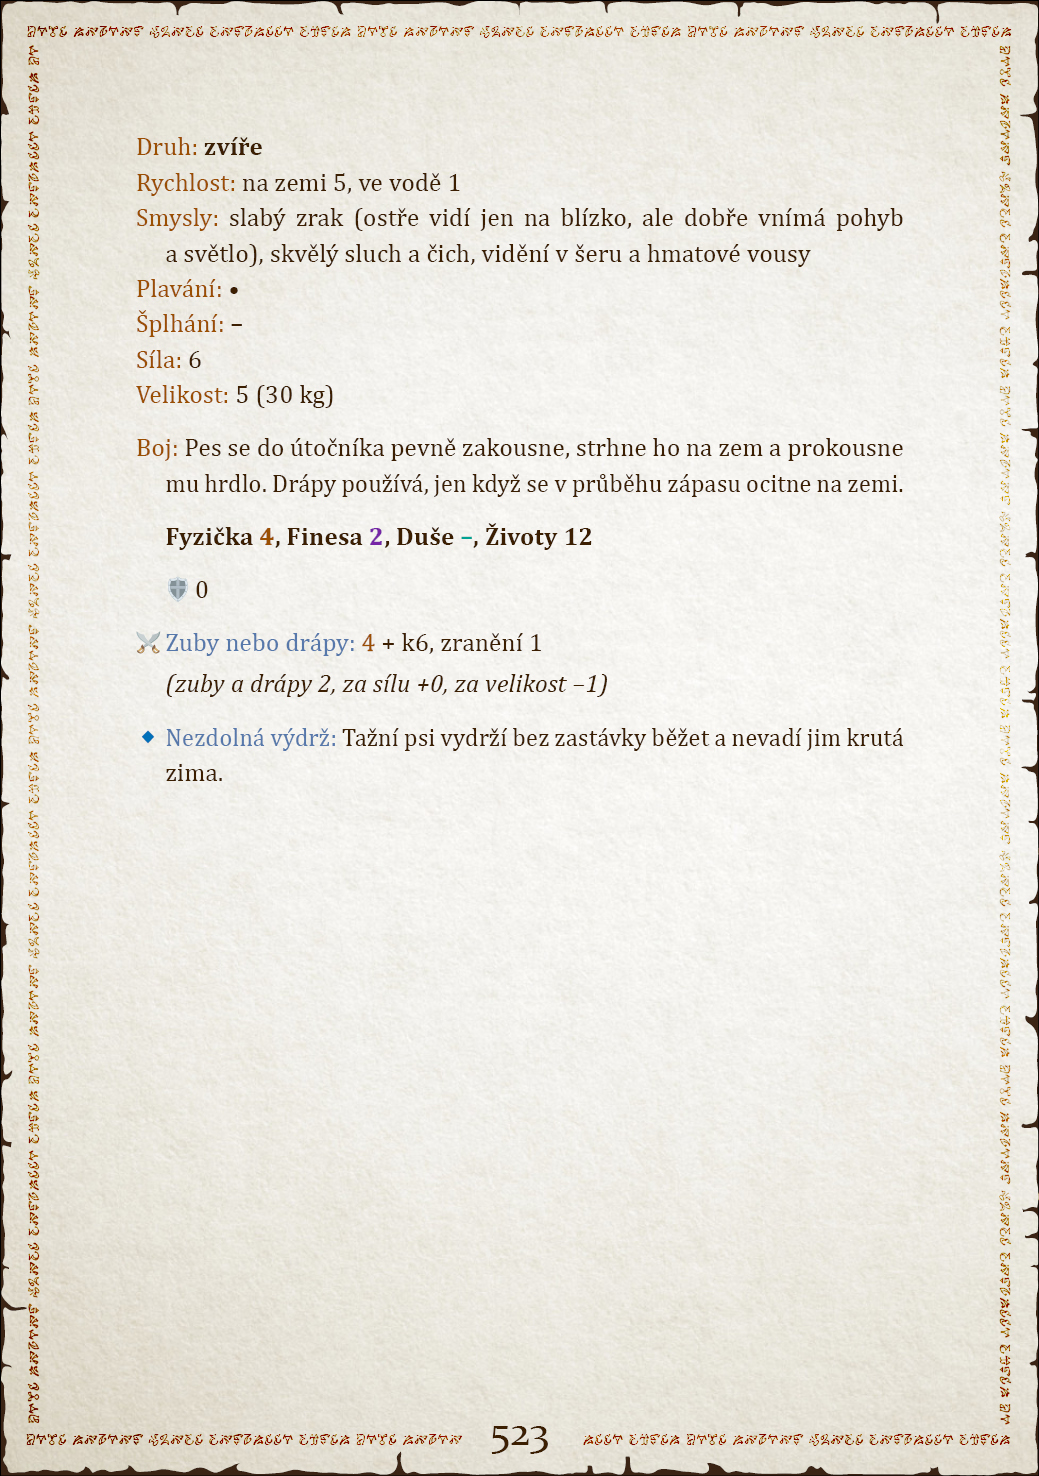 Druh: zvíře
Rychlost: na zemi 5, ve vodě 1
Smysly: slabý zrak (ostře vidí jen na blízko, ale dobře vnímá pohyb
a světlo), skvělý sluch a čich, vidění v šeru a hmatové vousy
Plavání: •
Šplhání: –
Síla: 6
Velikost: 5 (30 kg)
Boj: Pes se do útočníka pevně zakousne, strhne ho na zem a prokousne
mu hrdlo. Drápy používá, jen když se v průběhu zápasu ocitne na zemi.
Fyzička 4, Finesa 2, Duše –, Životy 12
0
Zuby nebo drápy: 4 + k6, zranění 1
(zuby a drápy 2, za sílu +0, za velikost –1)
Nezdolná výdrž: Tažní psi vydrží bez zastávky běžet a nevadí jim krutá
zima.
523